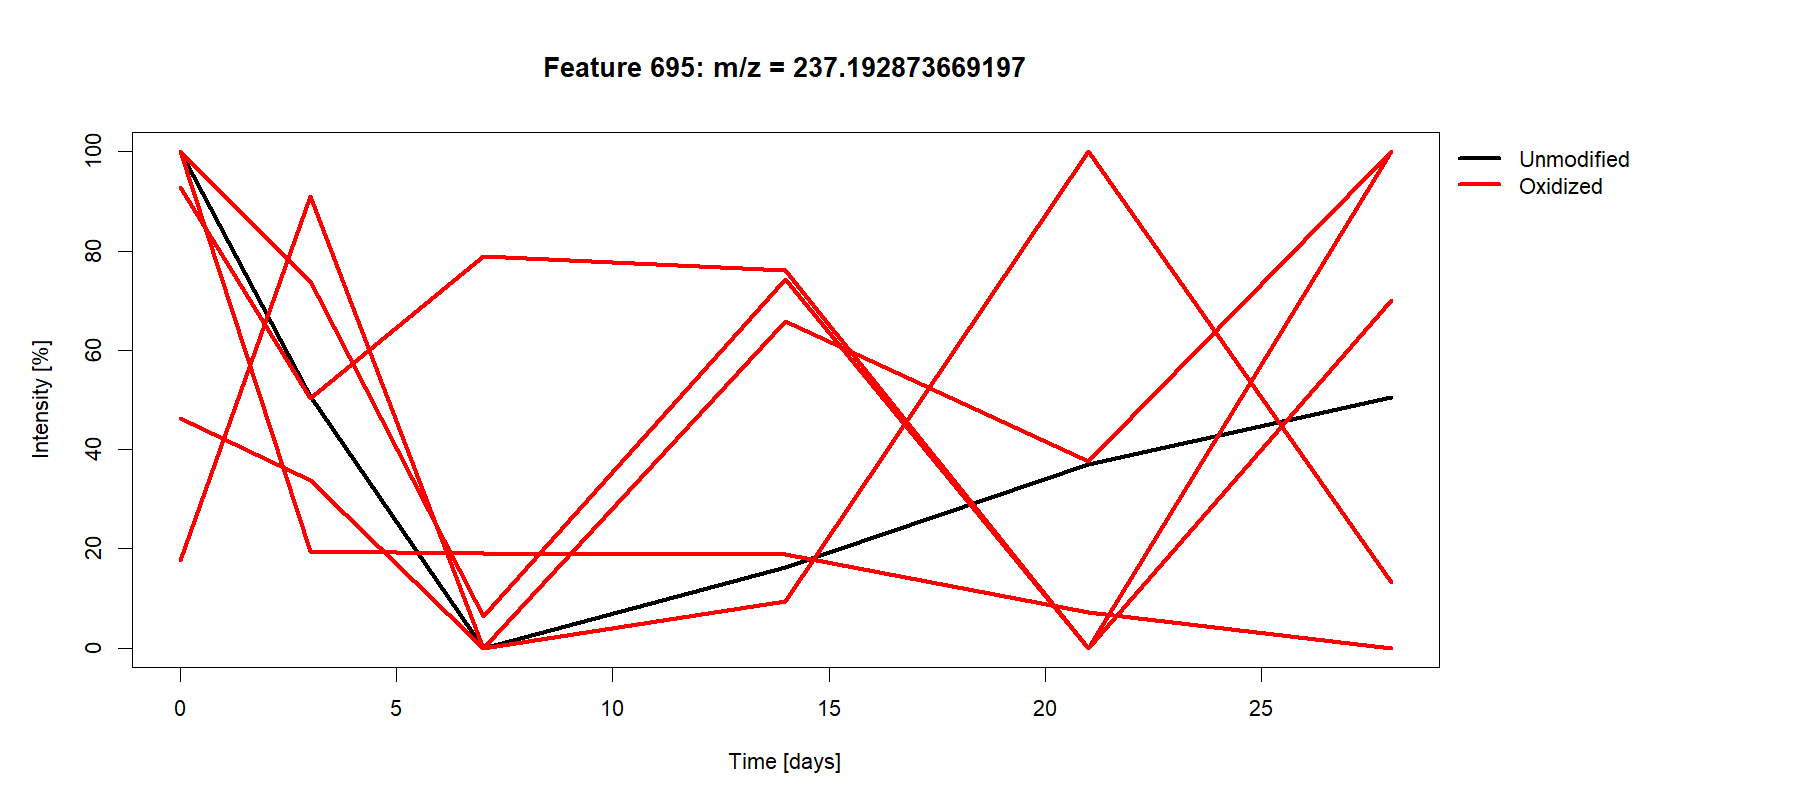 Feature 695: m/z = 237.192873669197
100
80
60
40
20
0
Intensity [%]
0 5 10 15 20 25
Time [days]
Unmodified
Oxidized